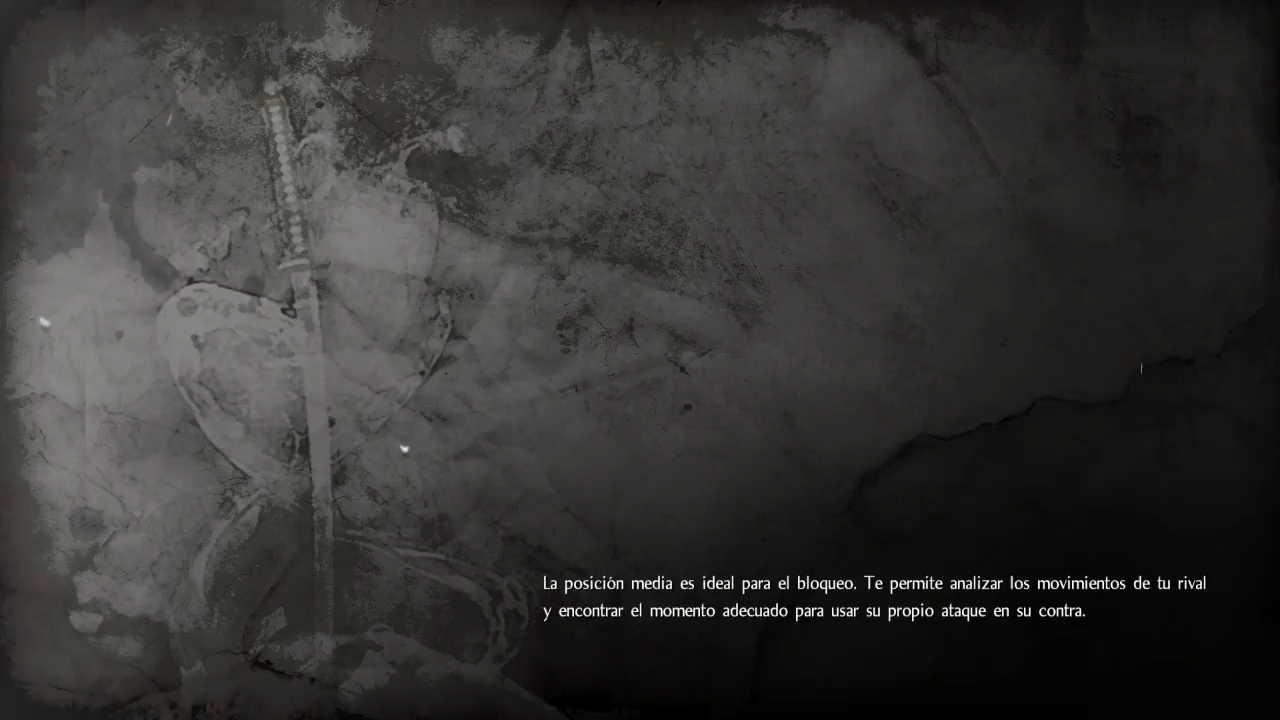 La posición media es ideal para el bloqueo. Te permite analizar los movimientos de tu rival
y encontrar el momento adecuado para usar su propio ataque en su contra.